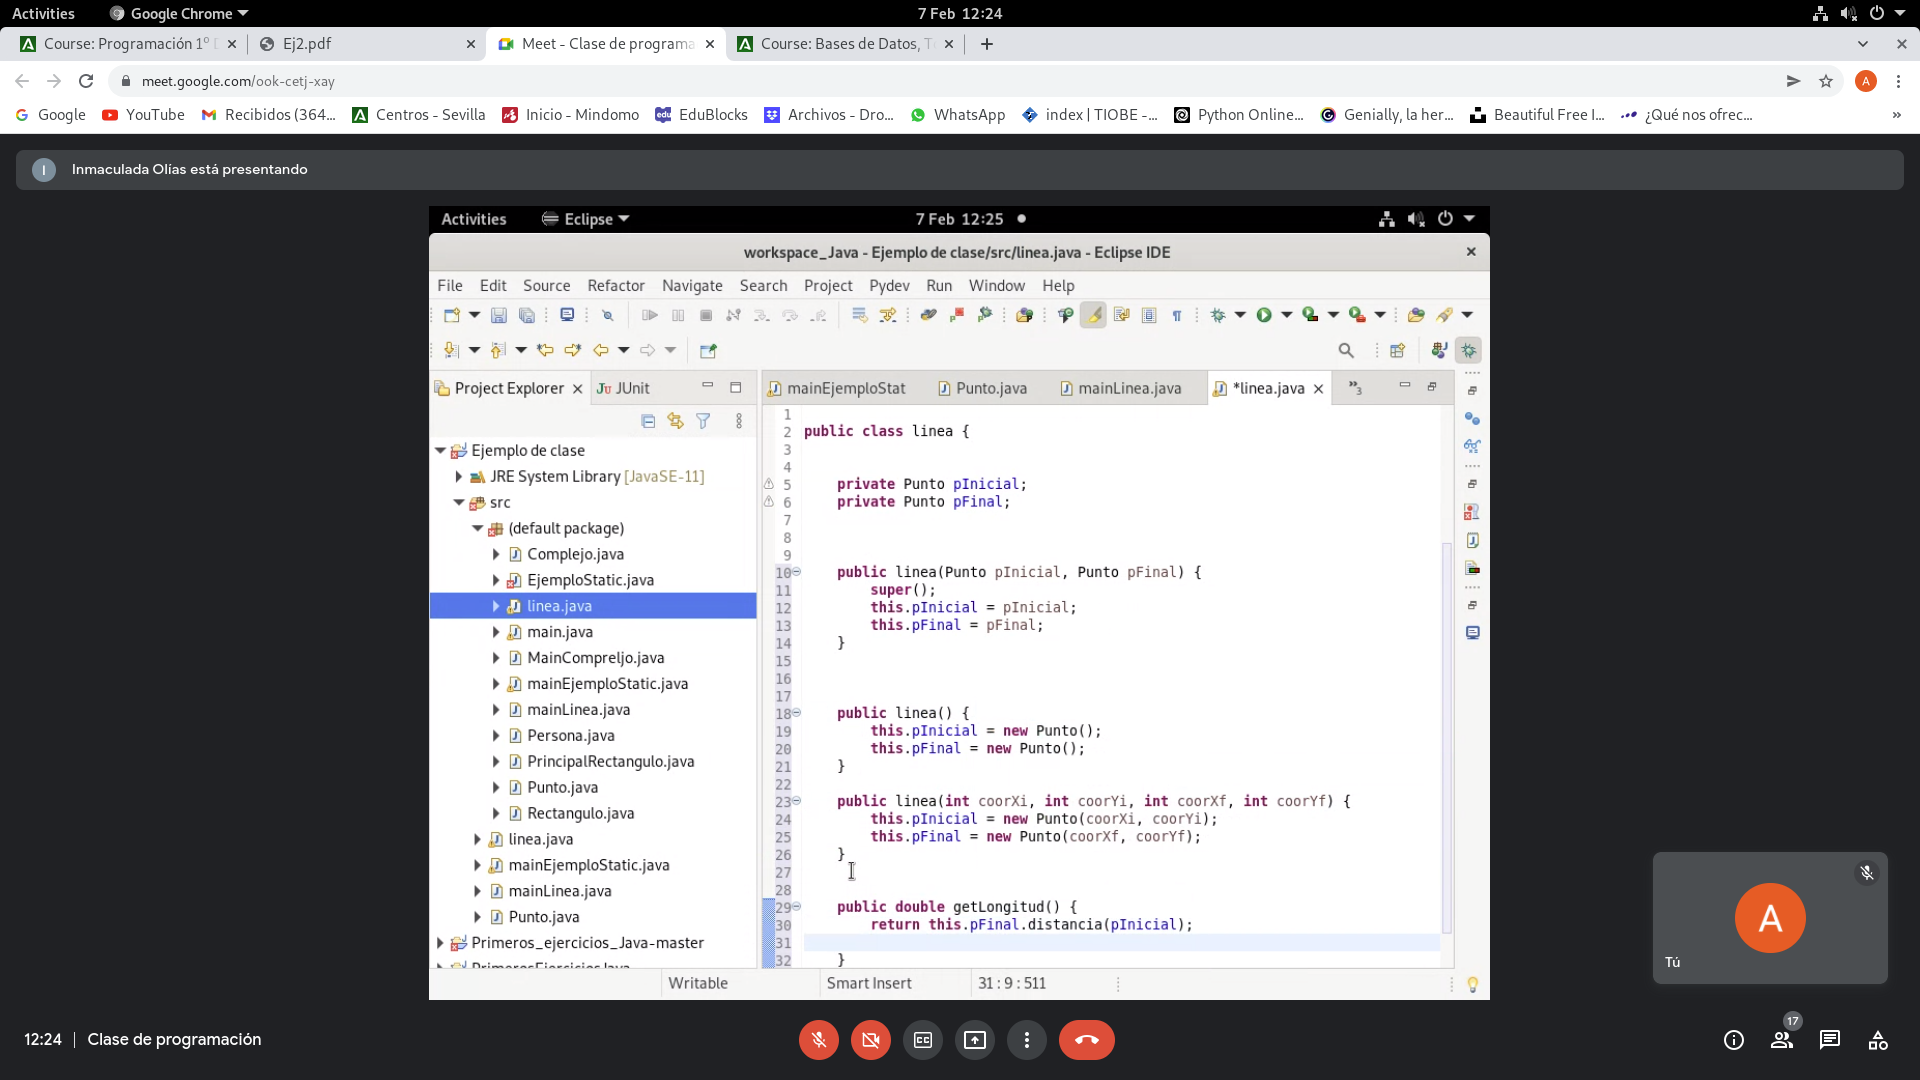 Activities Google Chrome 7 Feb 12:24
Course: Programación 1º D Ej2.pdf Meet - Clase de programa Course: Bases de Datos, T
meet.google.com/ook-cetj-xay A
Google YouTube Recibidos (364... Centros - Sevilla Inicio - Mindomo EduBlocks Archivos - Dro... WhatsApp index | TIOBE -... Python Online... Genially, la her... Beautiful Free I... ¿Qué nos ofrec... »
I Inmaculada Olías está presentando
Activities Eclipse 7 Feb 12:25
workspace_Java - Ejemplo de clase/src/linea.java - Eclipse IDE
File Edit Source Refactor Navigate Search Project Pydev Run Window Help
Project Explorer JUnit
mainEjemploStat Punto.java mainLinea.java *linea.java »3
Ejemplo de clase
JRE System Library [JavaSE-11]
src
(default package)
Complejo.java
EjemploStatic.java
linea.java
main.java
MainCompreljo.java
mainEjemploStatic.java
mainLinea.java
Persona.java
PrincipalRectangulo.java
Punto.java
Rectangulo.java
linea.java
mainEjemploStatic.java
mainLinea.java
Punto.java
Primeros_ejercicios_Java-master
PrimerosEjerciciosJava
1
2 public class linea {
3
4
5 private Punto pInicial;
6 private Punto pFinal;
7
8
9
10 public linea(Punto pInicial, Punto pFinal) {
11 super();
12 this.pInicial = pInicial;
13 this.pFinal = pFinal;
14 }
15
16
17
18 public linea() {
19 this.pInicial = new Punto();
20 this.pFinal = new Punto();
21 }
22
23 public linea(int coorXi, int coorYi, int coorXf, int coorYf) {
24 this.pInicial = new Punto(coorXi, coorYi);
25 this.pFinal = new Punto(coorXf, coorYf);
26 }
27
28
29 public double getLongitud() {
30 return this.pFinal.distancia(pInicial);
31
32 }
Writable Smart Insert 31 : 9 : 511
A
Tú
12:24 | Clase de programación
17